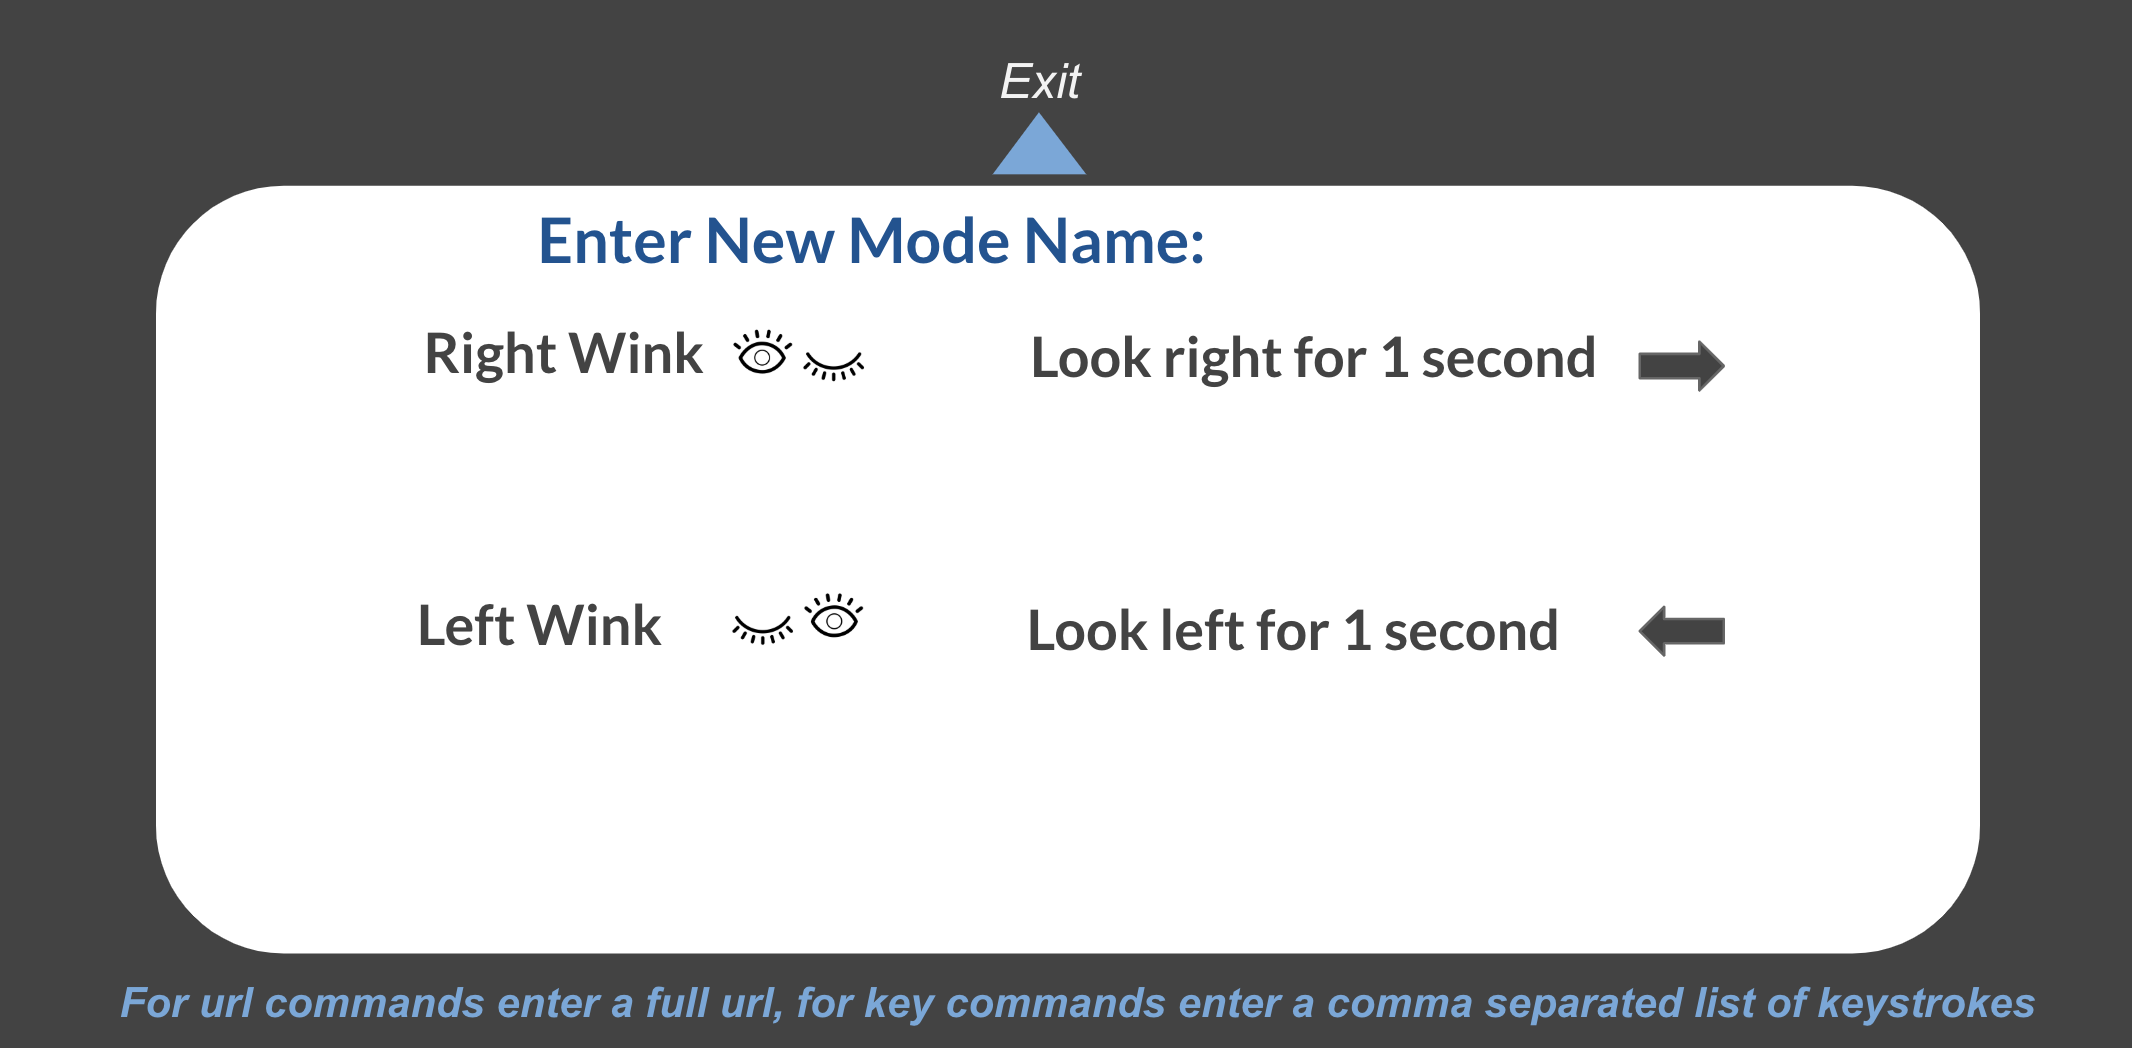 Exit
Enter New Mode Name:
Right Wink
Look right for 1 second
Left Wink
Look left for 1 second
For url commands enter a full url, for key commands enter a comma separated list of keystrokes